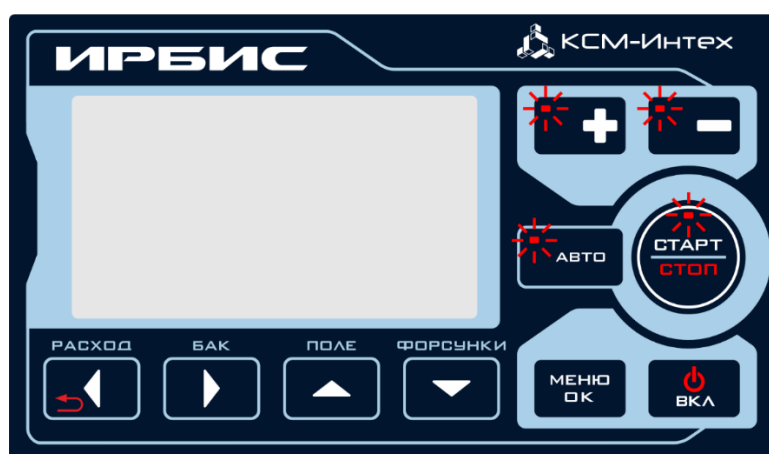 ИРБИС
КСМ-Интех
АВТО
СТАРТ
СТОП
РАСХОД
БАК
ПОЛЕ
ФОРСУНКИ
МЕНЮ
ОК
ВКЛ